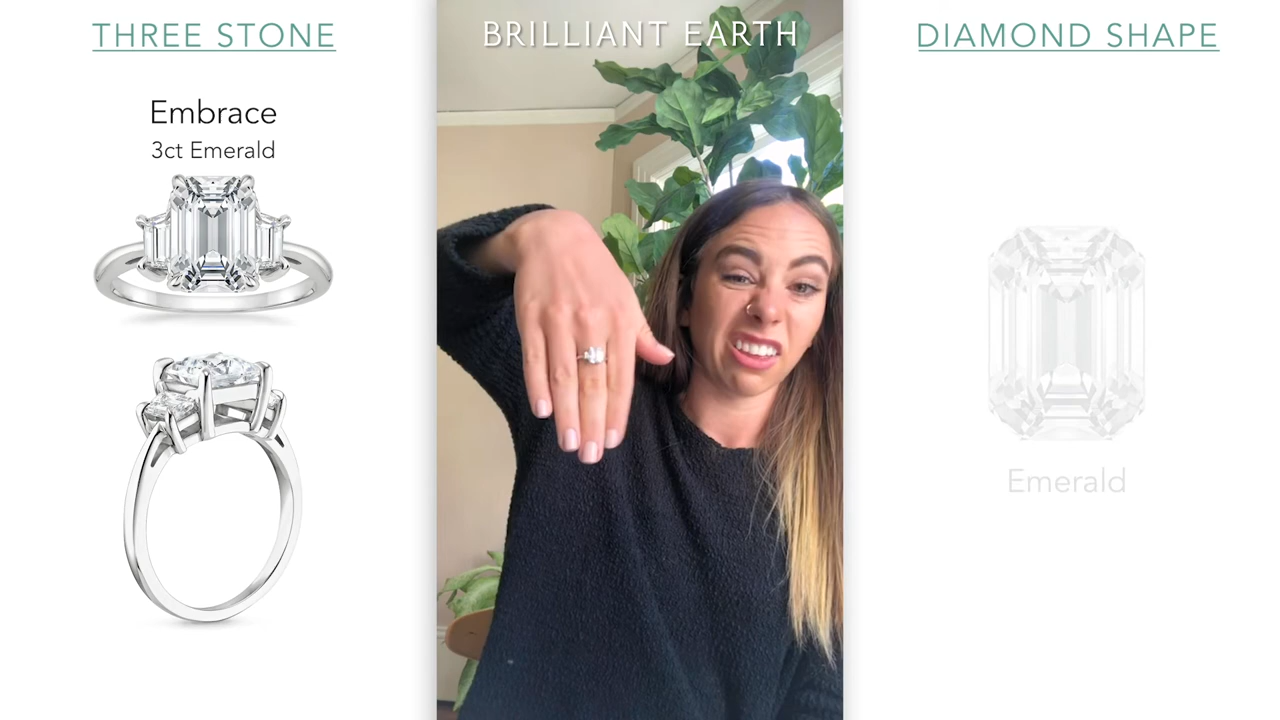 THREE STONE
Embrace
3ct Emerald
BRILLIANT EARTH
DIAMOND SHAPE
Emerald